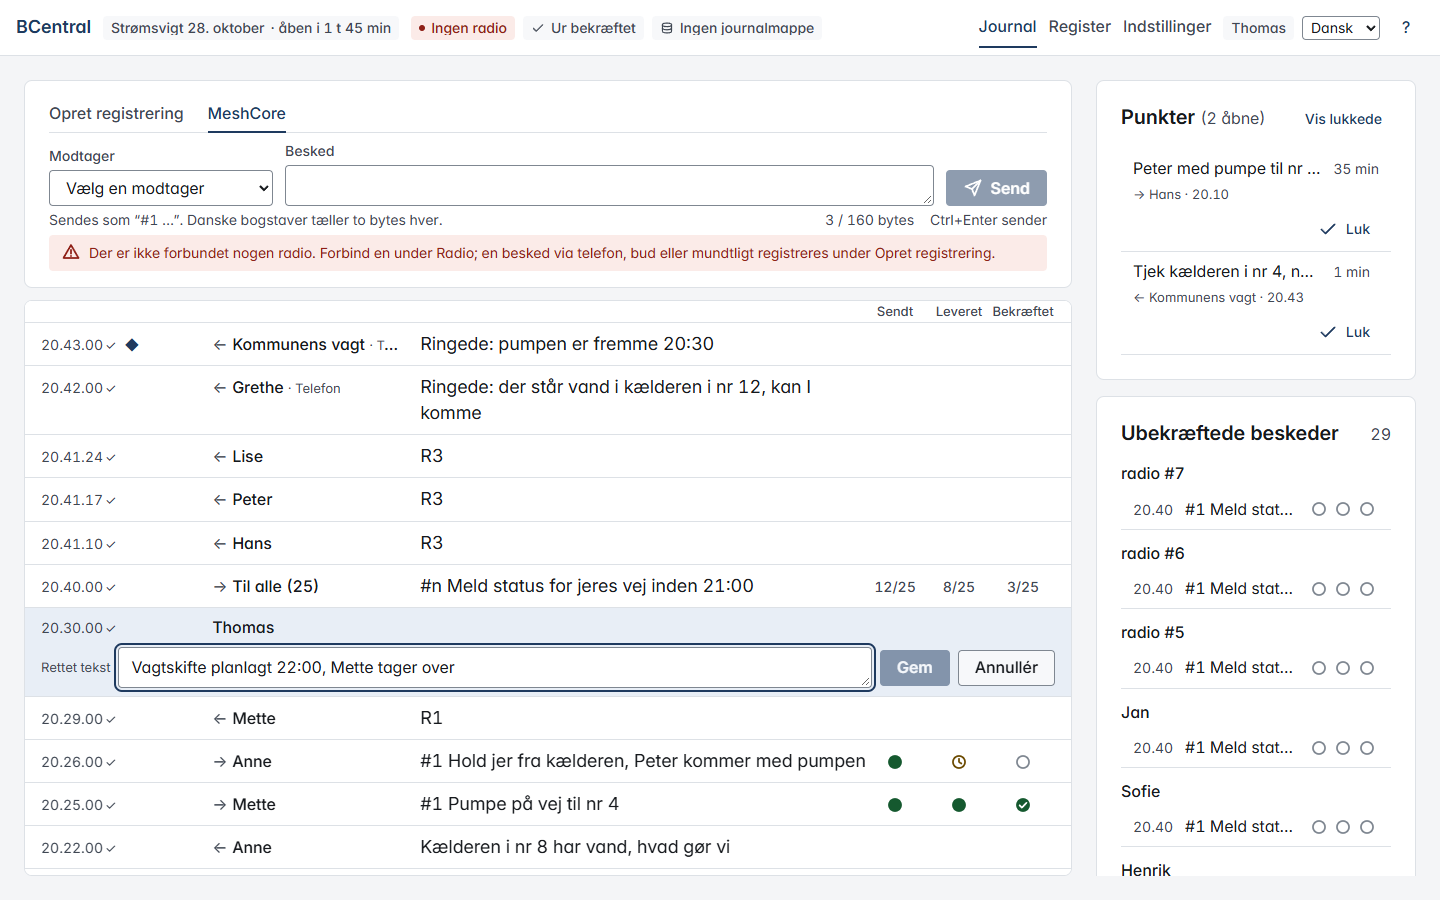 BCentral
Strømsvigt 28. oktober · åben i 1 t 45 min
Ingen radio
Ur bekræftet
Ingen journalmappe
Journal
Register
Indstillinger
Thomas
Dansk
?
Opret registrering
MeshCore
Modtager
Besked
Vælg en modtager
Send
Sendes som “#1 …”. Danske bogstaver tæller to bytes hver.
3 / 160 bytes
Ctrl+Enter sender
Der er ikke forbundet nogen radio. Forbind en under Radio; en besked via telefon, bud eller mundtligt registreres under Opret registrering.
Sendt Leveret Bekræftet
20.43.00 ← Kommunens vagt · T... Ringede: pumpen er fremme 20:30
20.42.00 ← Grethe · Telefon Ringede: der står vand i kælderen i nr 12, kan I
komme
20.41.24 ← Lise R3
20.41.17 ← Peter R3
20.41.10 ← Hans R3
20.40.00 → Til alle (25) #n Meld status for jeres vej inden 21:00 12/25 8/25 3/25
20.30.00 Thomas
Rettet tekst Vagtskifte planlagt 22:00, Mette tager over Gem Annullér
20.29.00 ← Mette R1
20.26.00 → Anne #1 Hold jer fra kælderen, Peter kommer med pumpen
20.25.00 → Mette #1 Pumpe på vej til nr 4
20.22.00 ← Anne Kælderen i nr 8 har vand, hvad gør vi
Punkter (2 åbne) Vis lukkede
Peter med pumpe til nr ... 35 min
→ Hans · 20.10
Luk
Tjek kælderen i nr 4, n... 1 min
← Kommunens vagt · 20.43
Luk
Ubekræftede beskeder 29
radio #7
20.40 #1 Meld stat...
radio #6
20.40 #1 Meld stat...
radio #5
20.40 #1 Meld stat...
Jan
20.40 #1 Meld stat...
Sofie
20.40 #1 Meld stat...
Henrik